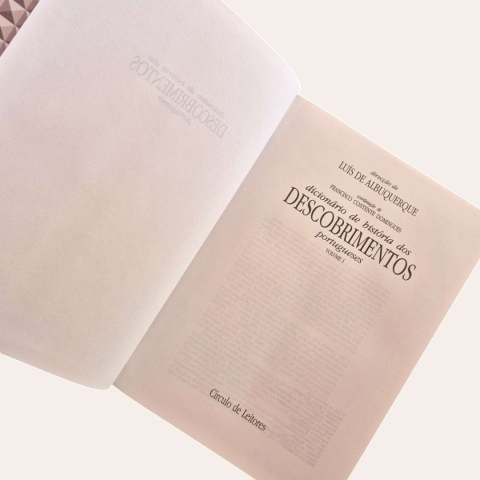 direcção de
LUÍS DE ALBUQUERQUE
coordenação de
FRANCISCO CONTENTE DOMINGUES
dicionário de história dos
DESCOBRIMENTOS
portugueses
VOLUME I
Círculo de Leitores